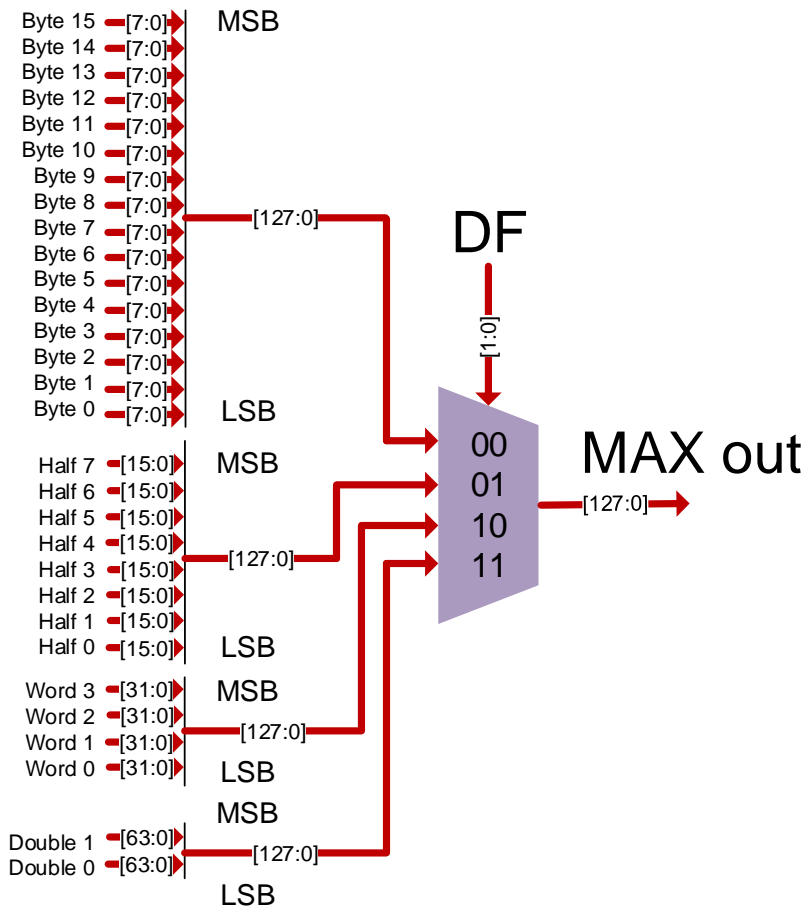 Byte 15 [7:0] MSB
Byte 14 [7:0]
Byte 13 [7:0]
Byte 12 [7:0]
Byte 11 [7:0]
Byte 10 [7:0]
Byte 9 [7:0]
Byte 8 [7:0]
[127:0]
Byte 7 [7:0]
Byte 6 [7:0]
Byte 5 [7:0]
Byte 4 [7:0]
Byte 3 [7:0]
Byte 2 [7:0]
Byte 1 [7:0]
Byte 0 [7:0] LSB
DF
[1:0]
Half 7 [15:0] MSB
Half 6 [15:0]
Half 5 [15:0]
Half 4 [15:0]
[127:0]
Half 3 [15:0]
Half 2 [15:0]
Half 1 [15:0]
Half 0 [15:0] LSB
00
01
10
11
MAX out
[127:0]
Word 3 [31:0] MSB
Word 2 [31:0]
[127:0]
Word 1 [31:0]
Word 0 [31:0] LSB
MSB
Double 1 [63:0]
[127:0]
Double 0 [63:0]
LSB